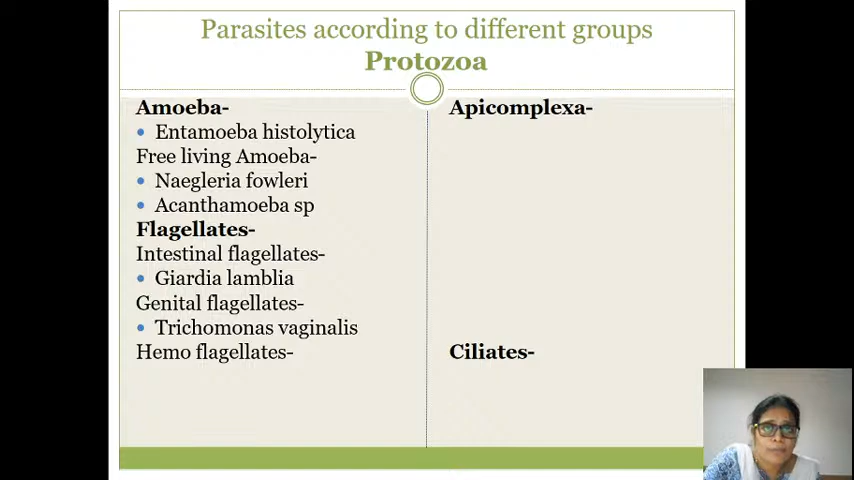 Parasites according to different groups
Protozoa
Amoeba-
Entamoeba histolytica
Free living Amoeba-
Naegleria fowleri
Acanthamoeba sp
Flagellates-
Intestinal flagellates-
Giardia lamblia
Genital flagellates-
Trichomonas vaginalis
Hemo flagellates-
Apicomplexa-
Ciliates-